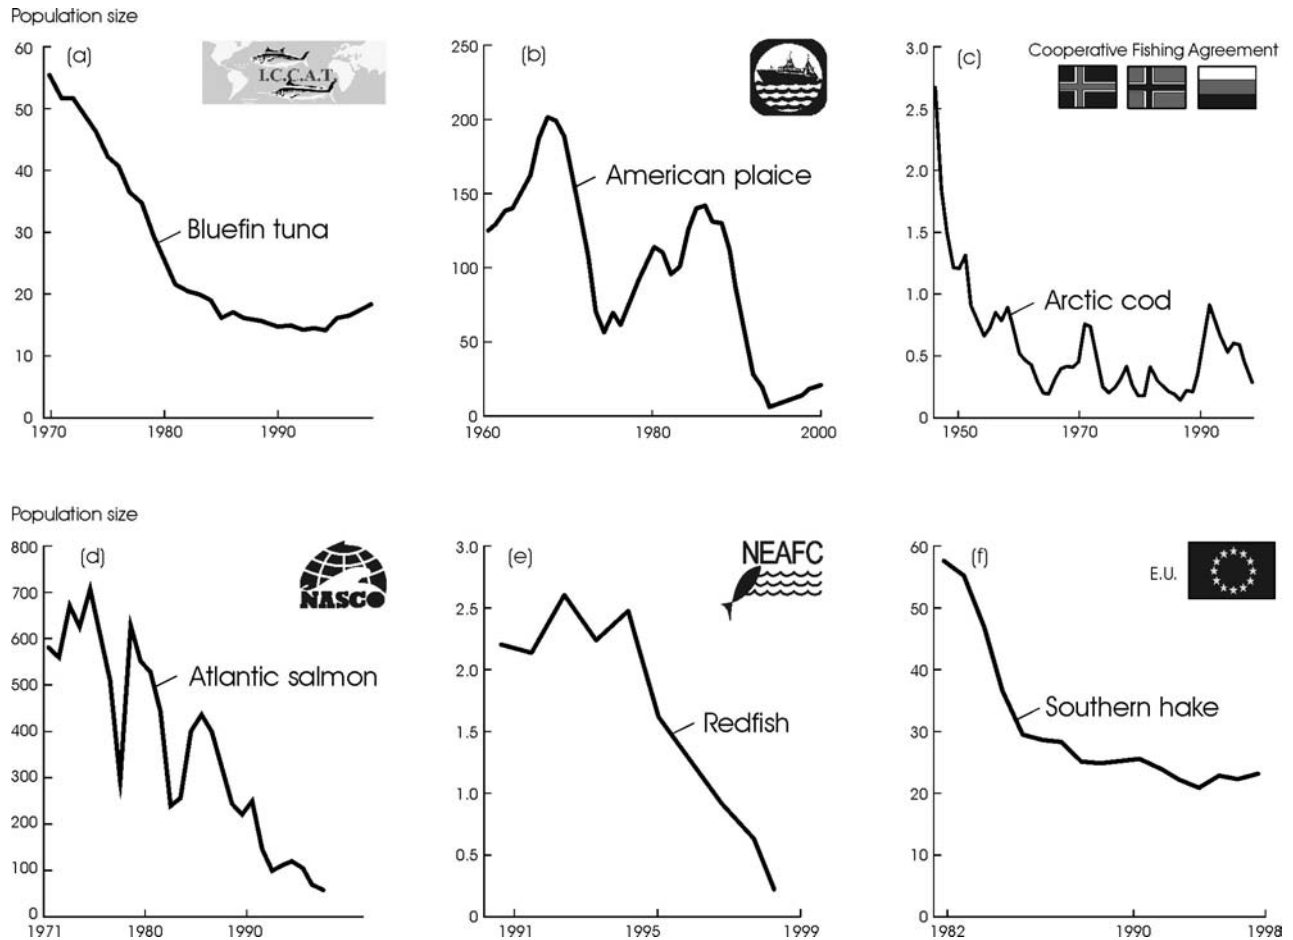 Population size
(a)
I.C.C.A.T.
60
50
40
30
20
10
0
Bluefin tuna
1970 1980 1990
(b)
250
200
150
100
50
0
American plaice
1960 1980 2000
(c)
Cooperative Fishing Agreement
3.0
2.5
2.0
1.5
1.0
0.5
0
Arctic cod
1950 1970 1990
Population size
(d)
NASCO
800
700
600
500
400
300
200
100
0
Atlantic salmon
1971 1980 1990
(e)
NEAFC
3.0
2.5
2.0
1.5
1.0
0.5
0
Redfish
1991 1995 1999
(f)
E.U.
60
50
40
30
20
10
0
Southern hake
1982 1990 1998